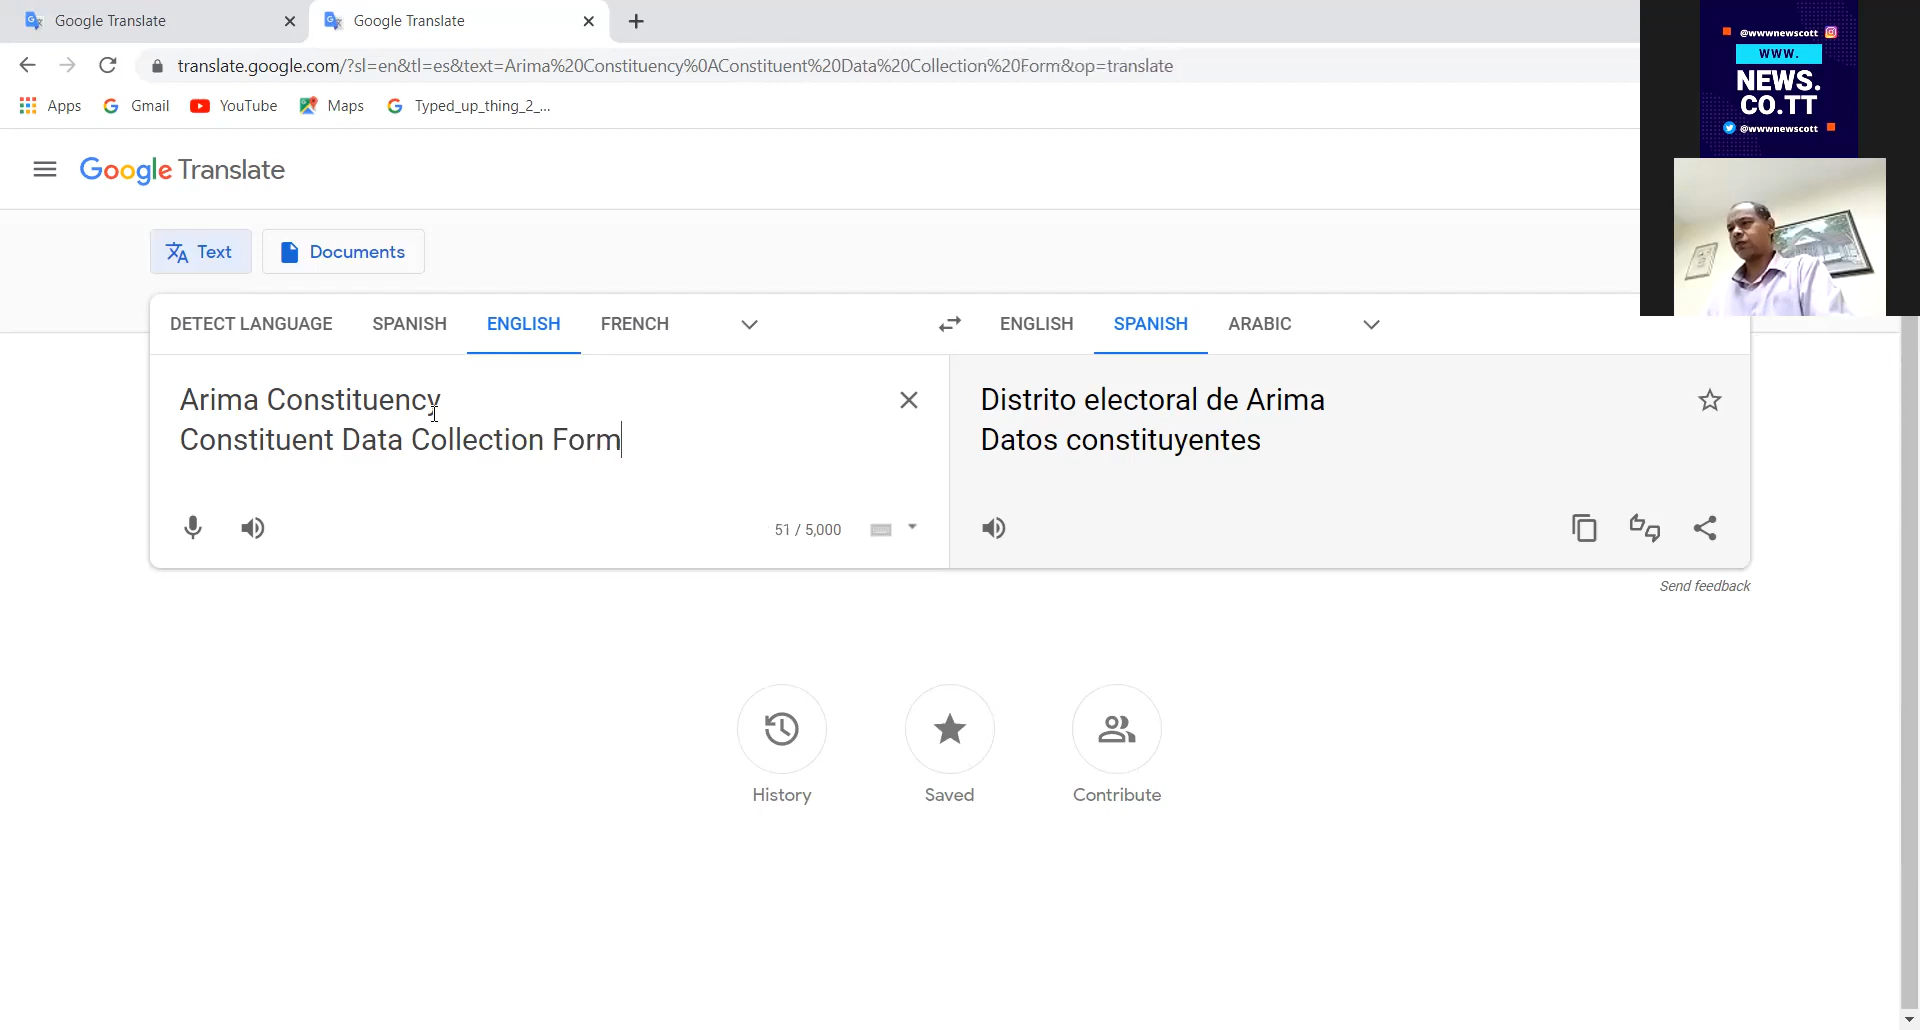 Google Translate
Google Translate
translate.google.com/?sl=en&tl=es&text=Arima%20Constituency%0AConstituent%20Data%20Collection%20Form&op=translate
Apps Gmail YouTube Maps Typed_up_thing_2_...
Google Translate
Text Documents
DETECT LANGUAGE SPANISH ENGLISH FRENCH ENGLISH SPANISH ARABIC
Arima Constituency
Constituent Data Collection Form
51 / 5,000
Distrito electoral de Arima
Datos constituyentes
Send feedback
History Saved Contribute
@wwwnewscott
WWW.
NEWS.
CO.TT
@wwwnewscott